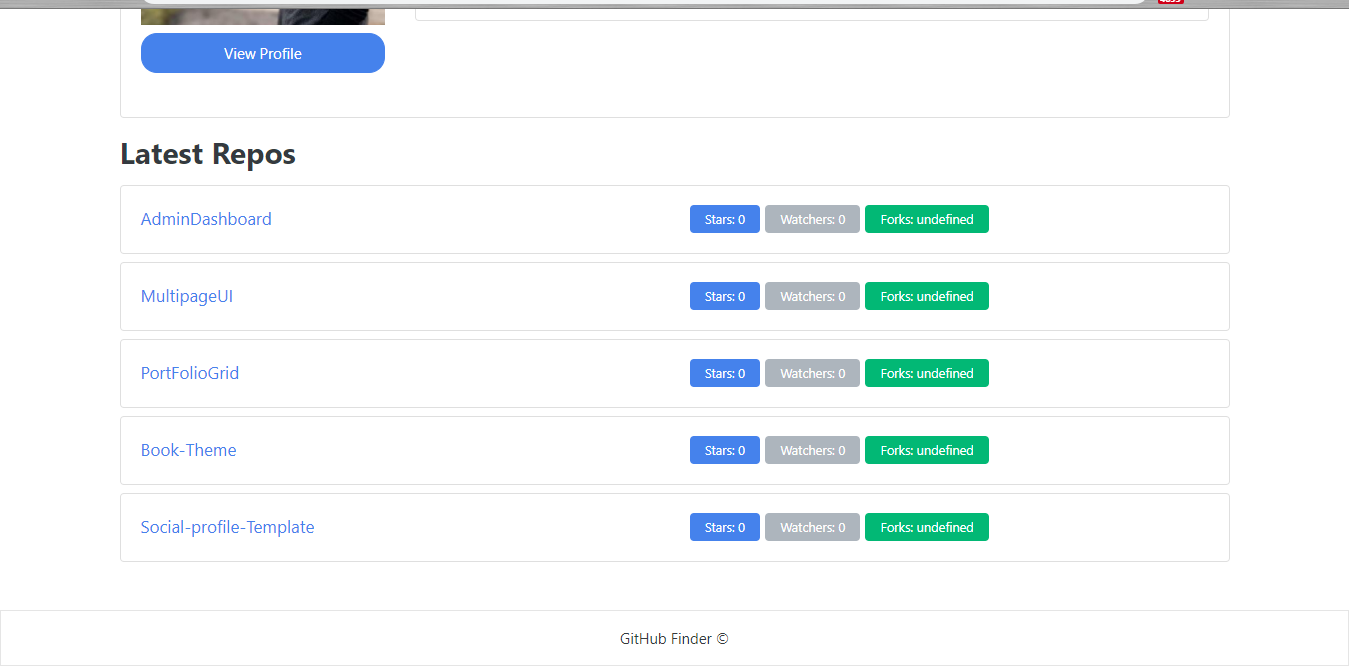 View Profile
Latest Repos
AdminDashboard Stars: 0 Watchers: 0 Forks: undefined
MultipageUI Stars: 0 Watchers: 0 Forks: undefined
PortFolioGrid Stars: 0 Watchers: 0 Forks: undefined
Book-Theme Stars: 0 Watchers: 0 Forks: undefined
Social-profile-Template Stars: 0 Watchers: 0 Forks: undefined
GitHub Finder ©